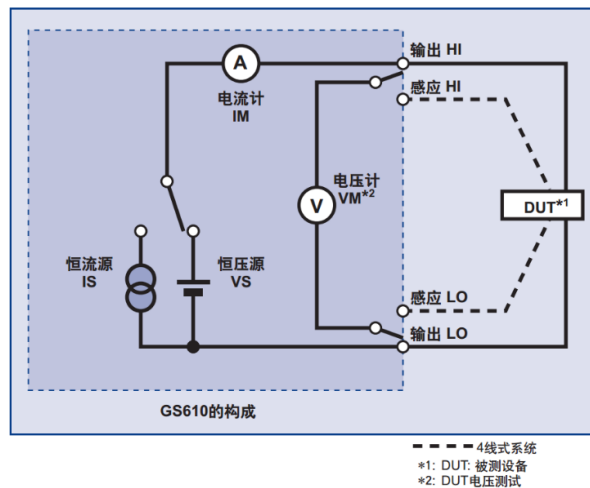 输出 HI
A
感应 HI
电流计
IM
电压计
VM*2
V
DUT*1
恒流源
IS
恒压源
VS
感应 LO
输出 LO
GS610的构成
4线式系统
*1: DUT: 被测设备
*2: DUT电压测试